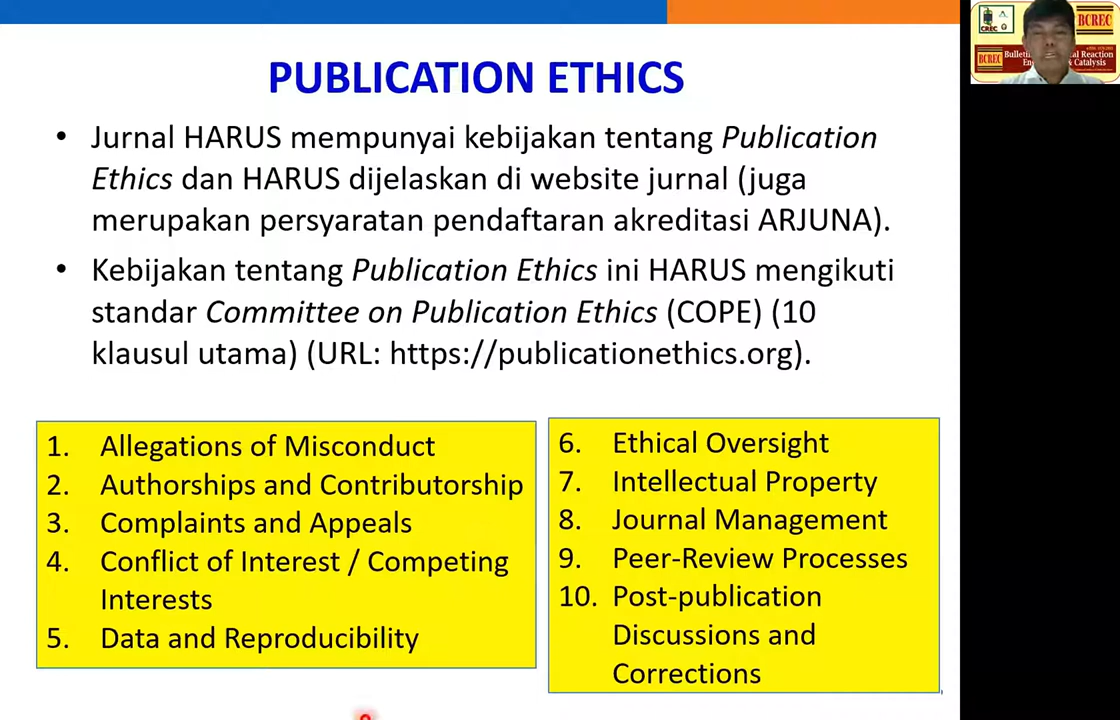 PUBLICATION ETHICS
• Jurnal HARUS mempunyai kebijakan tentang Publication
Ethics dan HARUS dijelaskan di website jurnal (juga
merupakan persyaratan pendaftaran akreditasi ARJUNA).
• Kebijakan tentang Publication Ethics ini HARUS mengikuti
standar Committee on Publication Ethics (COPE) (10
klausul utama) (URL: https://publicationethics.org).
1. Allegations of Misconduct
2. Authorships and Contributorship
3. Complaints and Appeals
4. Conflict of Interest / Competing
Interests
5. Data and Reproducibility
6. Ethical Oversight
7. Intellectual Property
8. Journal Management
9. Peer-Review Processes
10. Post-publication
Discussions and
Corrections
CREC
BCREC
BCREC
Reaction
& Catalysis